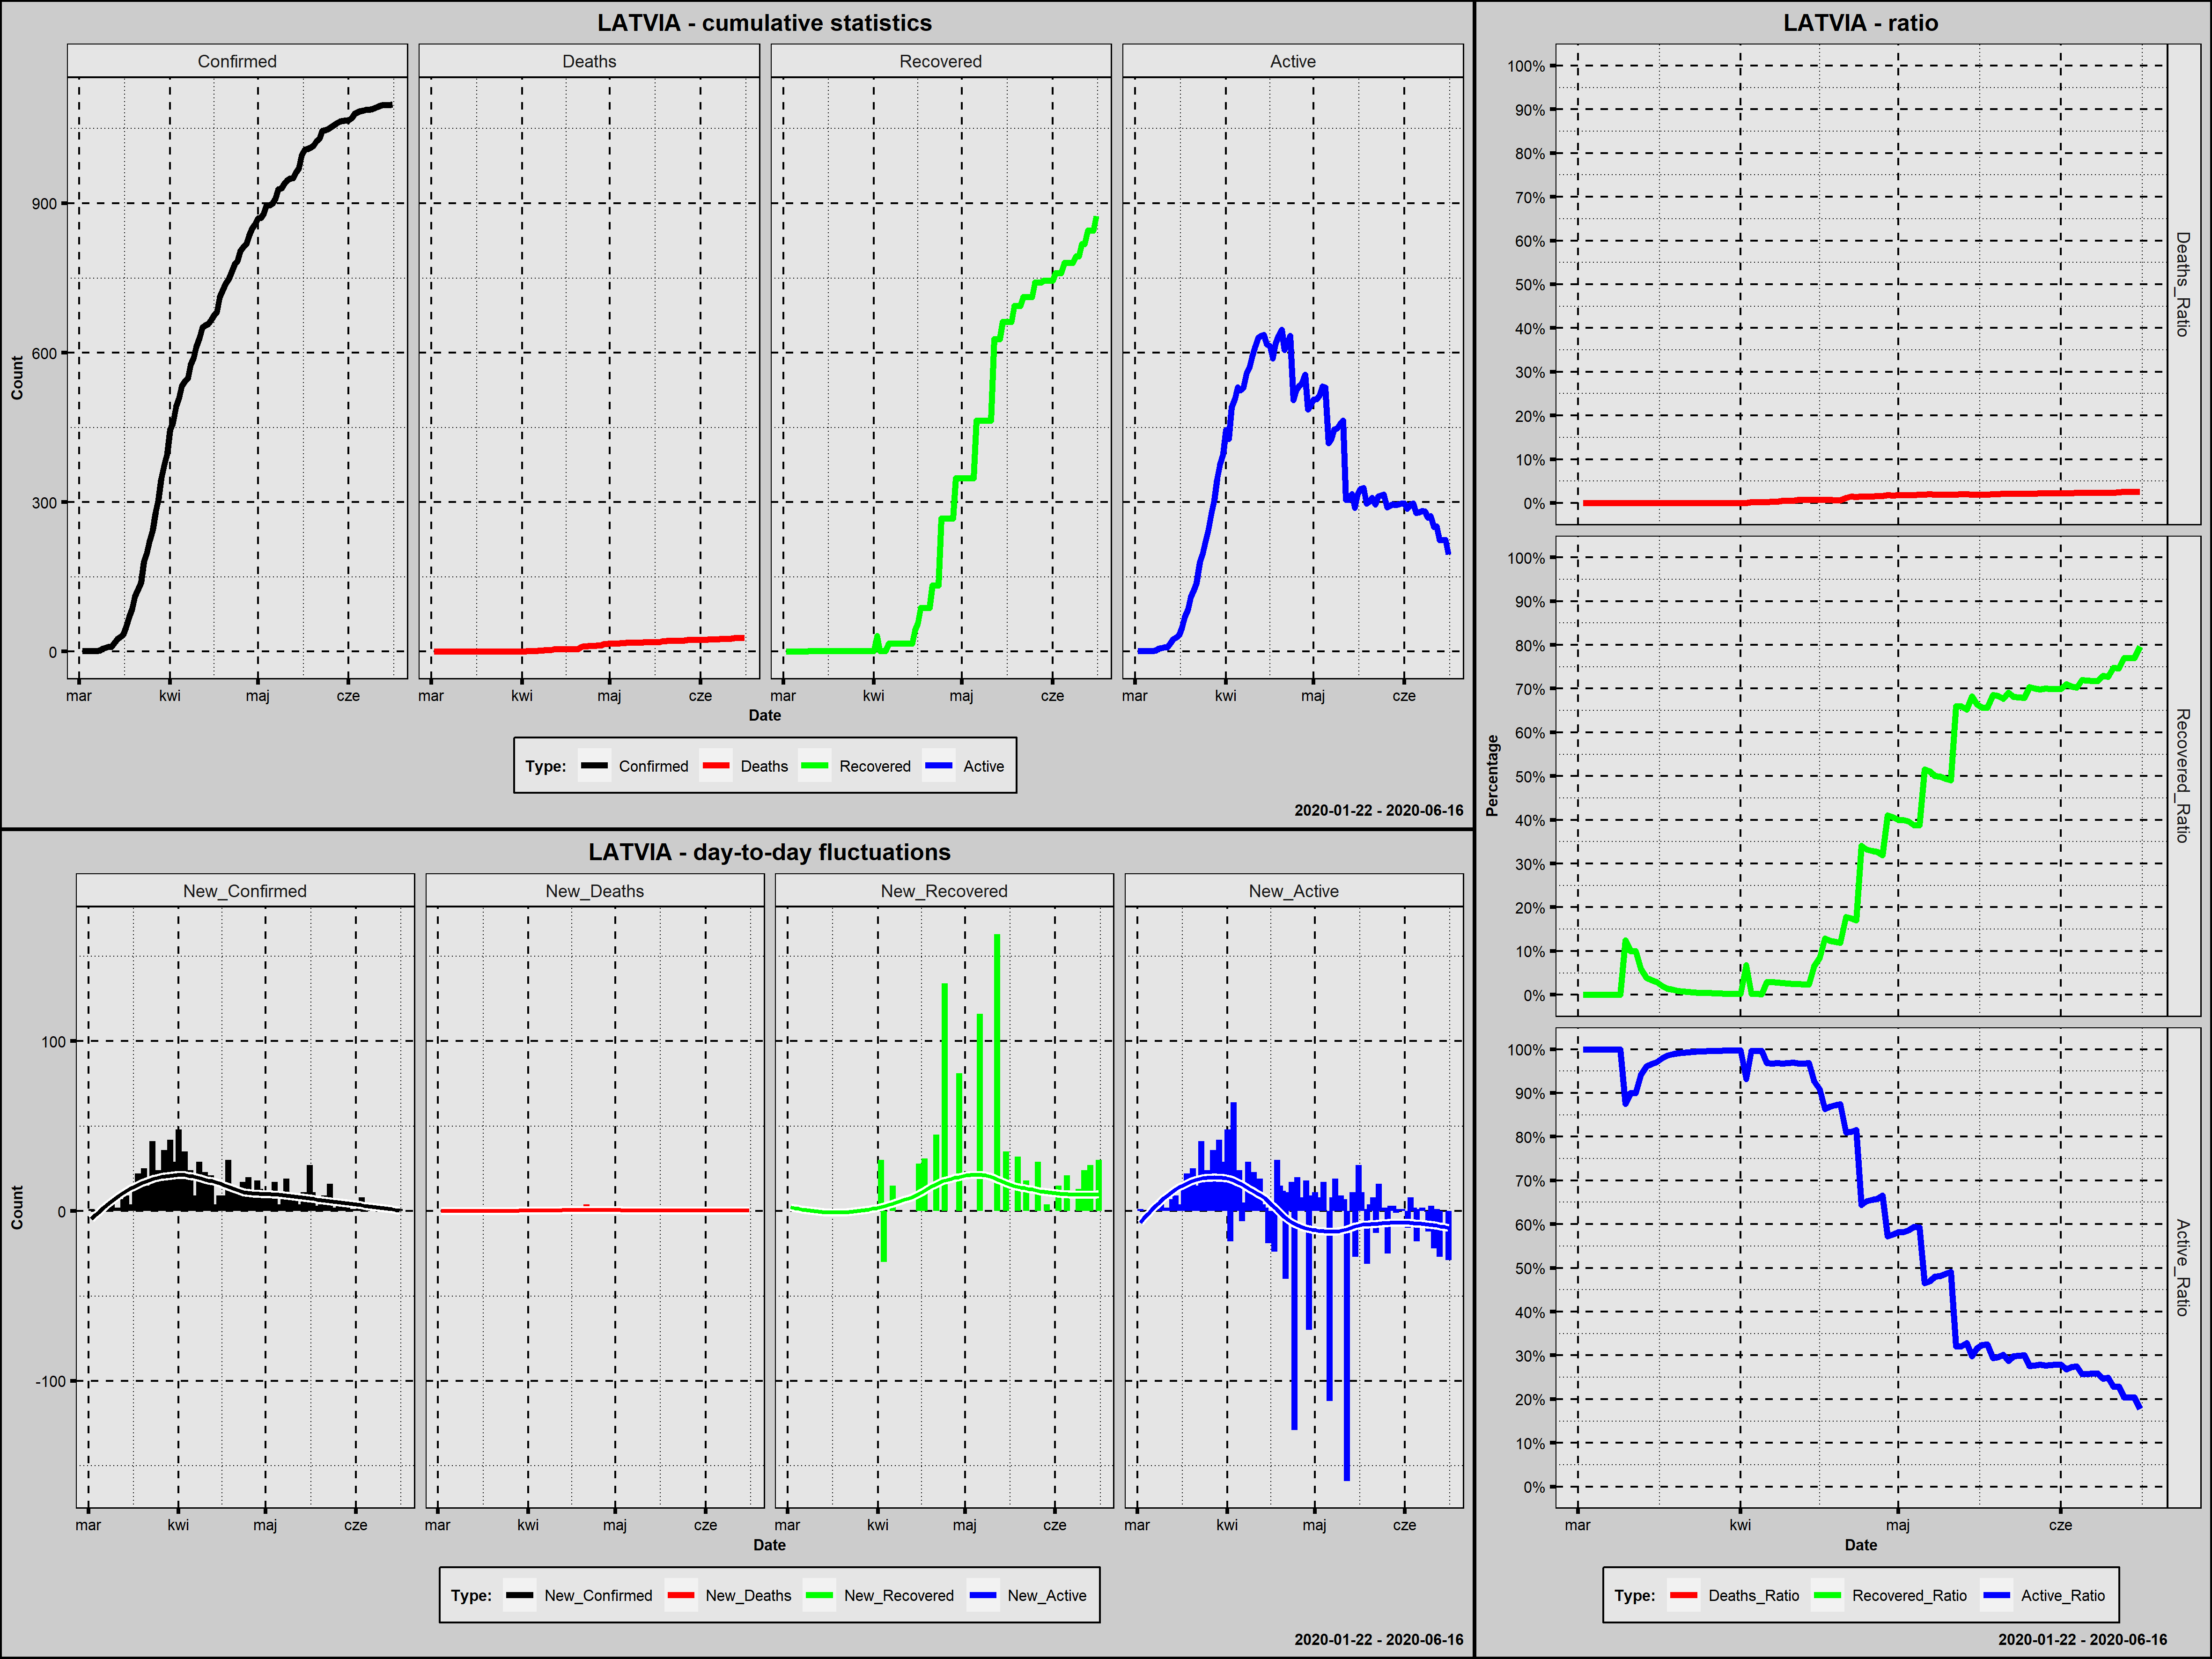 LATVIA - cumulative statistics
Confirmed Deaths Recovered Active
900
600
300
0
Count
mar kwi maj cze mar kwi maj cze mar kwi maj cze mar kwi maj cze
Date
Type: Confirmed Deaths Recovered Active
2020-01-22 - 2020-06-16
LATVIA - day-to-day fluctuations
New_Confirmed New_Deaths New_Recovered New_Active
100
0
-100
Count
mar kwi maj cze mar kwi maj cze mar kwi maj cze mar kwi maj cze
Date
Type: New_Confirmed New_Deaths New_Recovered New_Active
2020-01-22 - 2020-06-16
LATVIA - ratio
100%
90%
80%
70%
60%
50%
40%
30%
20%
10%
0%
Deaths_Ratio
100%
90%
80%
70%
60%
50%
40%
30%
20%
10%
0%
Recovered_Ratio
Percentage
100%
90%
80%
70%
60%
50%
40%
30%
20%
10%
0%
Active_Ratio
mar kwi maj cze
Date
Type: Deaths_Ratio Recovered_Ratio Active_Ratio
2020-01-22 - 2020-06-16